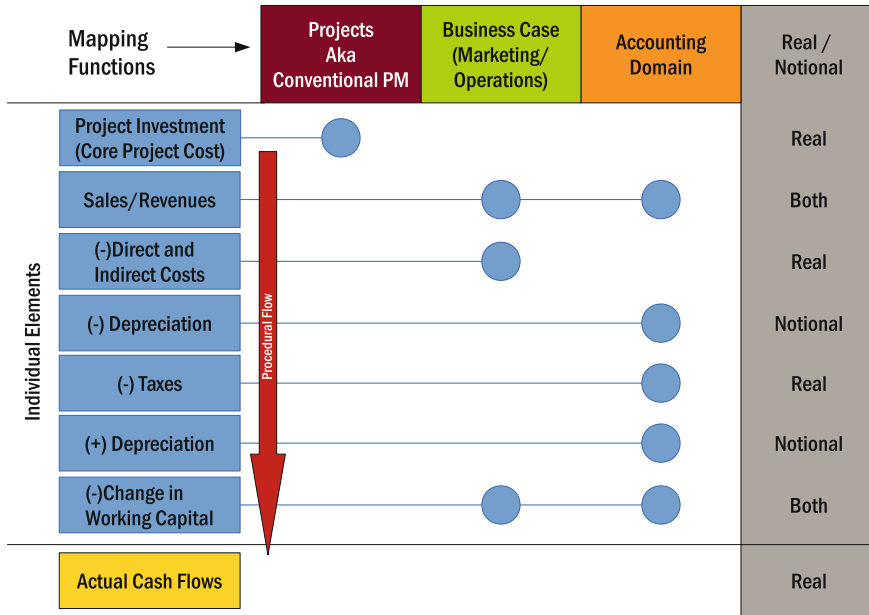 Mapping
Functions
Projects
Aka
Conventional PM
Business Case
(Marketing/
Operations)
Accounting
Domain
Real /
Notional
Individual Elements
Procedural Flow
Project Investment
(Core Project Cost)
Real
Sales/Revenues
Both
(-)Direct and
Indirect Costs
Real
(-) Depreciation
Notional
(-) Taxes
Real
(+) Depreciation
Notional
(-)Change in
Working Capital
Both
Actual Cash Flows
Real